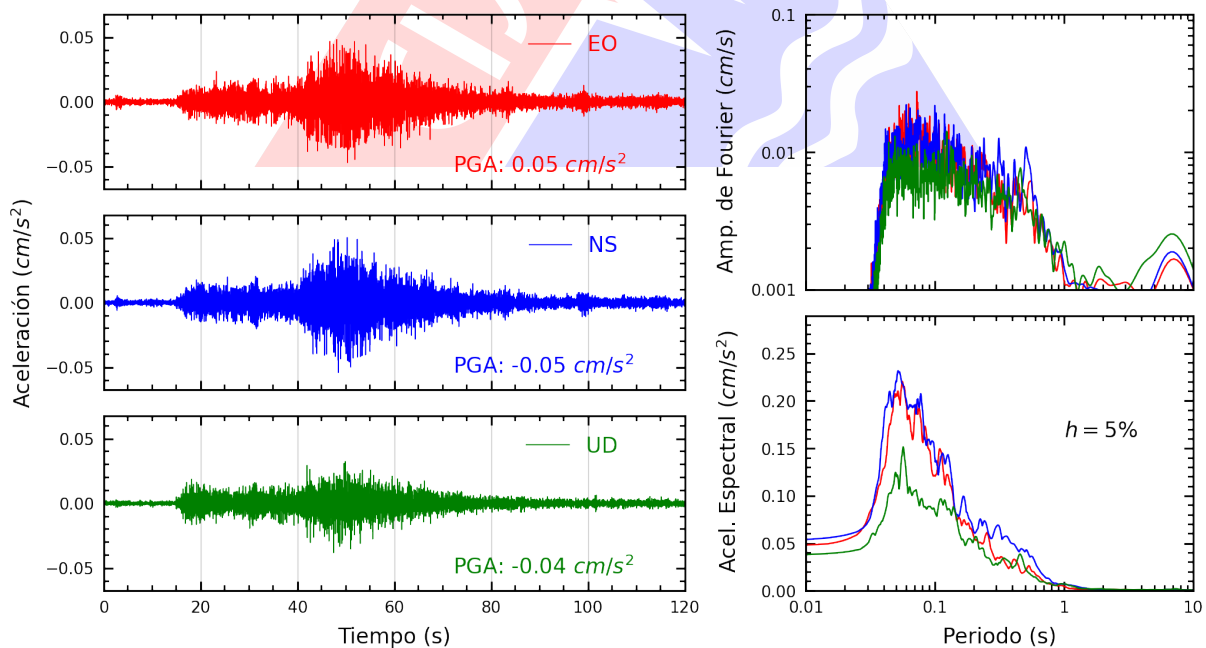 Aceleración (cm/s²)
0.05
0.00
−0.05
EO
PGA: 0.05 cm/s²
0.05
0.00
−0.05
NS
PGA: -0.05 cm/s²
0.05
0.00
−0.05
UD
PGA: -0.04 cm/s²
0 20 40 60 80 100 120
Tiempo (s)
Amp. de Fourier (cm/s)
0.1
0.01
0.001
Acel. Espectral (cm/s²)
0.25
0.20
0.15
0.10
0.05
0.00
h = 5%
0.01 0.1 1 10
Periodo (s)